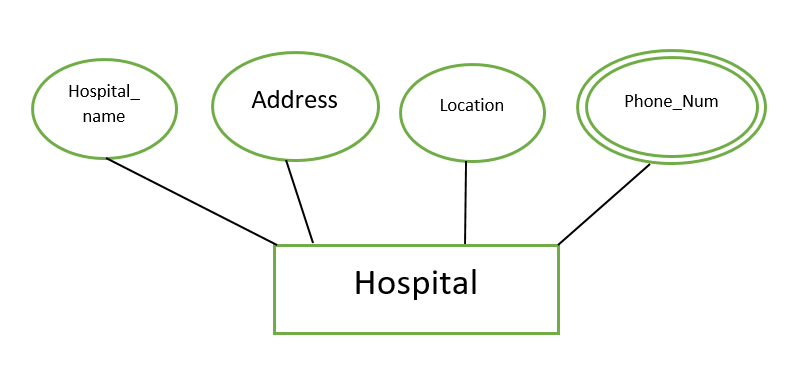 Hospital_
name
Address
Location
Phone_Num
Hospital